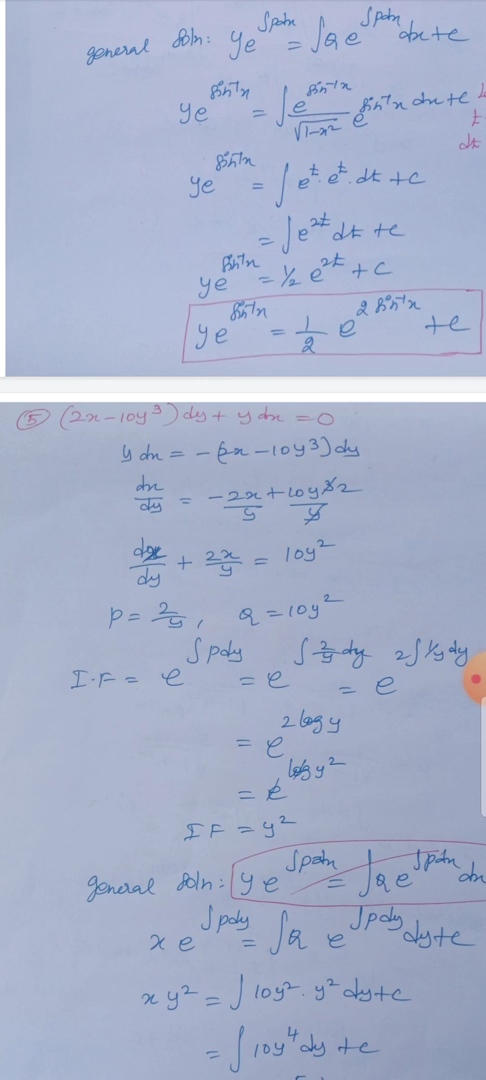 general soln: ye^∫pdx = ∫Q e^∫pdx dx+c
ye^sin⁻¹x = ∫ e^sin⁻¹x/√1-x² e^sin⁻¹x dx+c
t
dt
ye^sin⁻¹x = ∫ e^t. e^t. dt +c
= ∫e^2t dt +c
ye^sin⁻¹x = ½ e^2t + c
ye^sin⁻¹x = 1/2 e^2 sin⁻¹x +c
⑤ (2x-10y³) dy + y dx = 0
y dx = -(2x-10y³) dy
dx/dy = -2x/y + 10y³ 2/y
dx/dy + 2x/y = 10y²
p = 2/y, Q = 10y²
I.F = e^∫pdy = e^∫2/y dy = e^2∫1/y dy
= e^2logy
= e^logy²
IF = y²
general soln: ye^∫pdx = ∫Qe^∫pdx dx
x e^∫pdy = ∫Q e^∫pdy dy+c
xy² = ∫10y². y² dy+c
= ∫10y⁴ dy +c